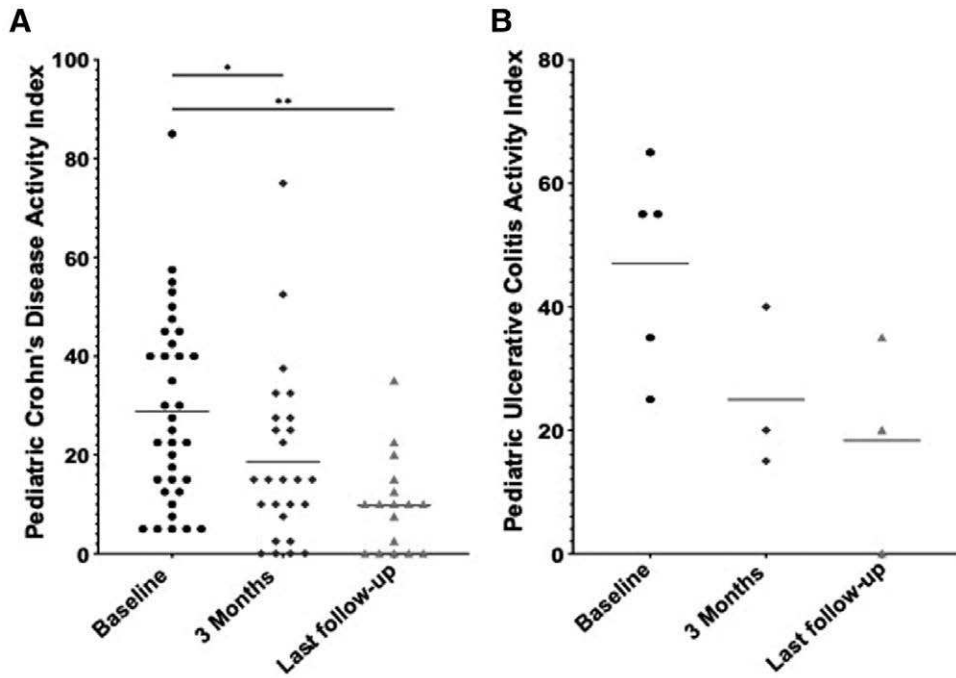 A
Pediatric Crohn's Disease Activity Index
100
80
60
40
20
0
*
**
Baseline
3 Months
Last follow-up
B
Pediatric Ulcerative Colitis Activity Index
80
60
40
20
0
Baseline
3 Months
Last follow-up